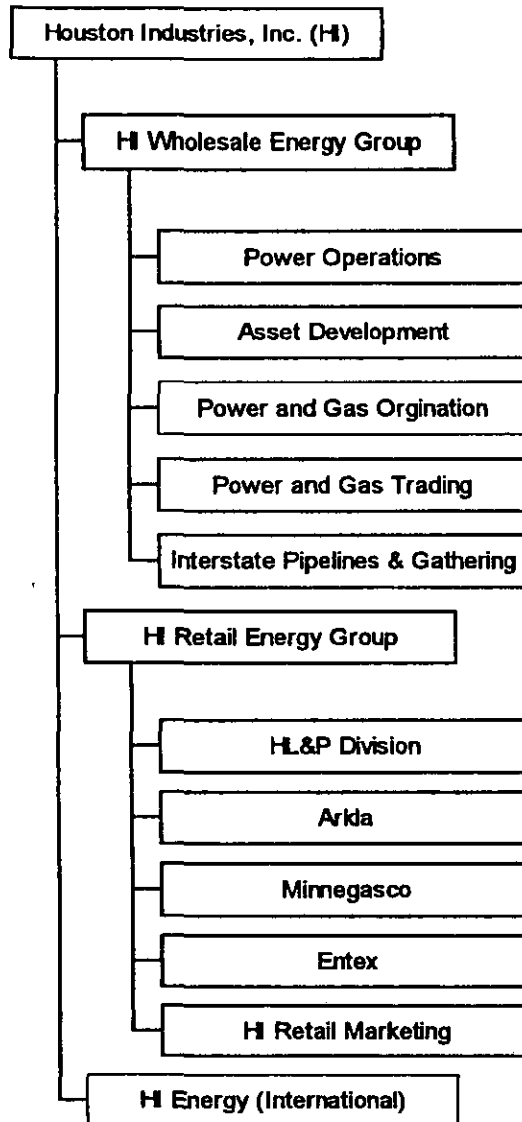 Houston Industries, Inc. (HI)
HI Wholesale Energy Group
Power Operations
Asset Development
Power and Gas Orgination
Power and Gas Trading
Interstate Pipelines & Gathering
HI Retail Energy Group
HL&P Division
Arkla
Minnegasco
Entex
HI Retail Marketing
HI Energy (International)